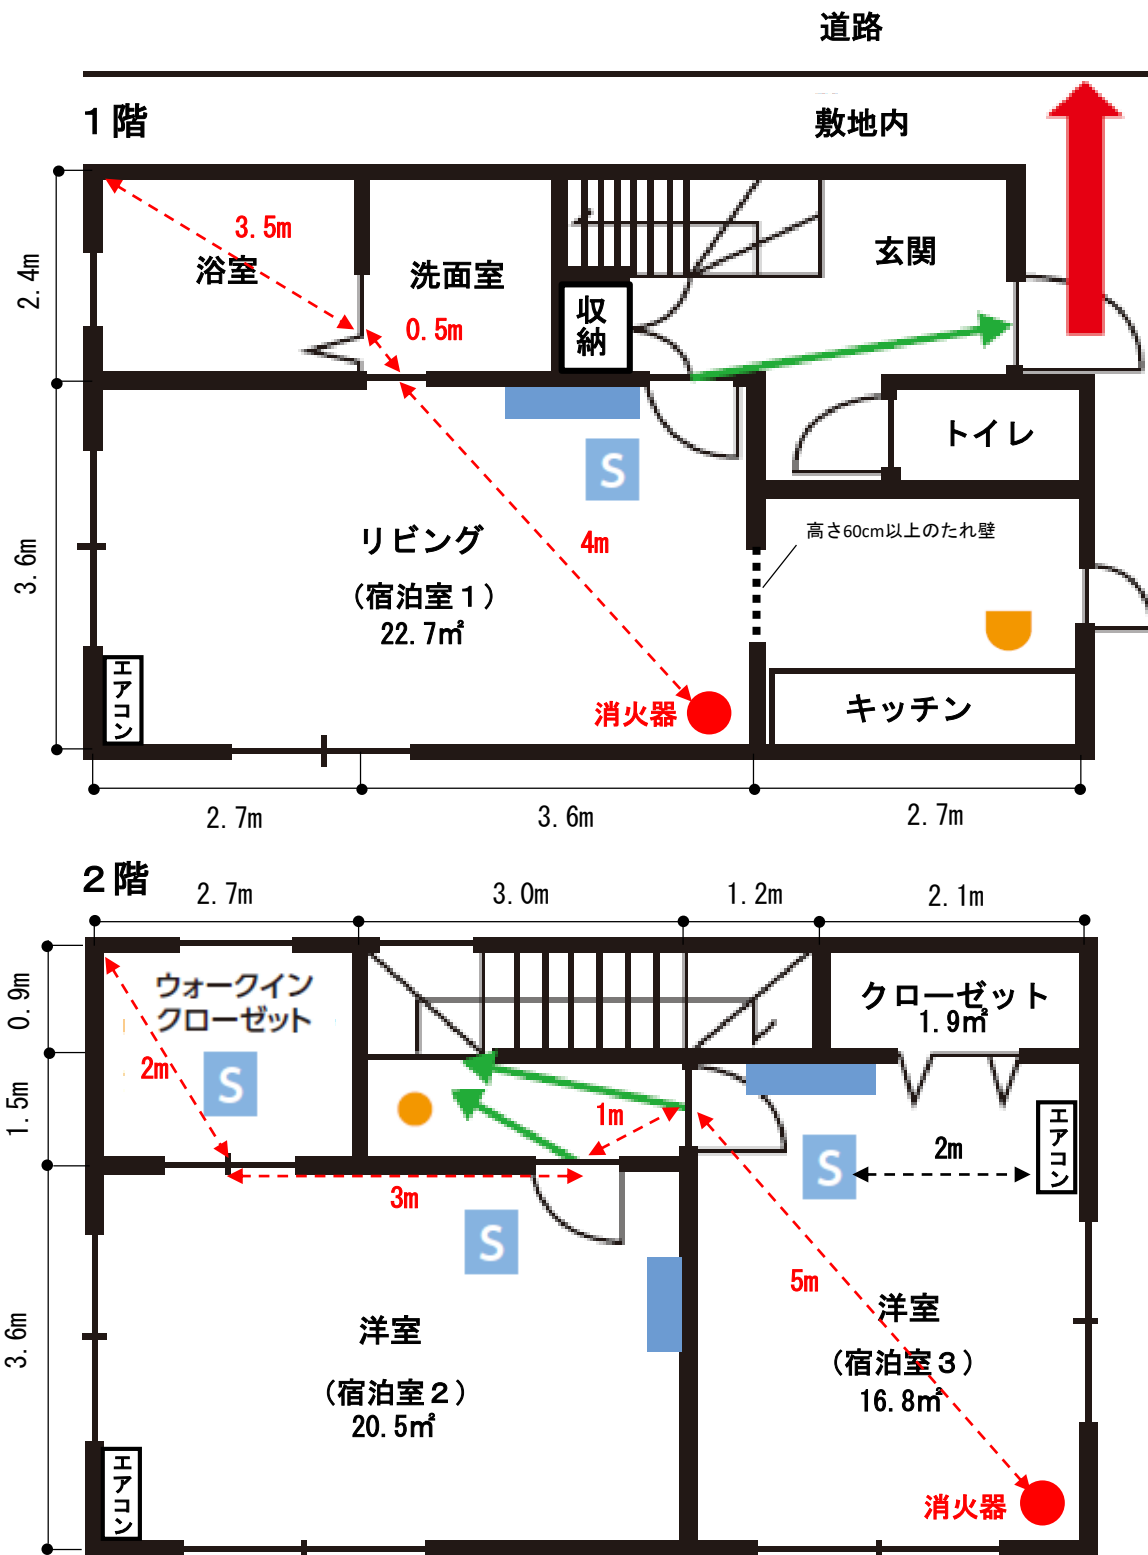 道路
1階
敷地内
2.4m
3.5m
浴室
洗面室
0.5m
収納
玄関
トイレ
S
リビング
（宿泊室１）
22.7㎡
4m
高さ60cm以上のたれ壁
3.6m
エアコン
消火器
キッチン
2.7m
3.6m
2.7m
2階
2.7m
3.0m
1.2m
2.1m
0.9m
ウォークイン
クローゼット
クローゼット
1.9㎡
2m
S
1.5m
1m
エアコン
S
2m
3m
S
5m
3.6m
洋室
（宿泊室２）
20.5㎡
洋室
（宿泊室３）
16.8㎡
エアコン
消火器